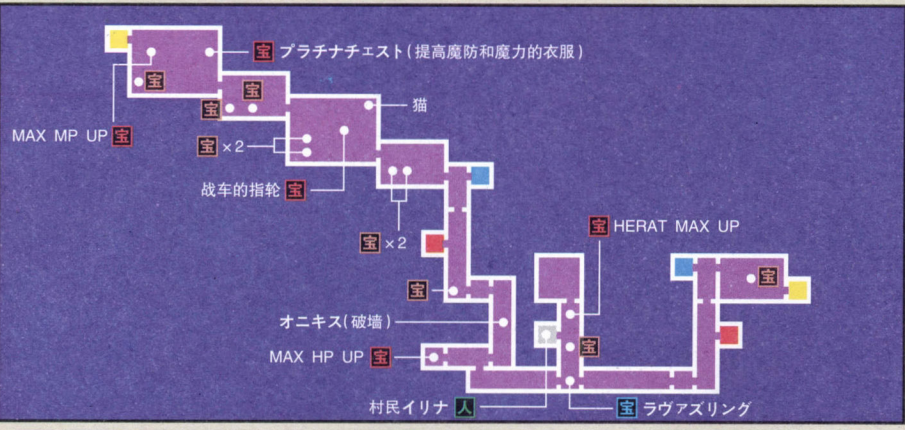 宝 プラチナチェスト(提高魔防和魔力的衣服)
宝
宝
宝
猫
MAX MP UP 宝
宝×2
战车的指轮 宝
宝 HERAT MAX UP
宝×2
宝
宝
オニキス(破墙)
宝
MAX HP UP 宝
村民イリナ 人
宝 ラヴァズリング